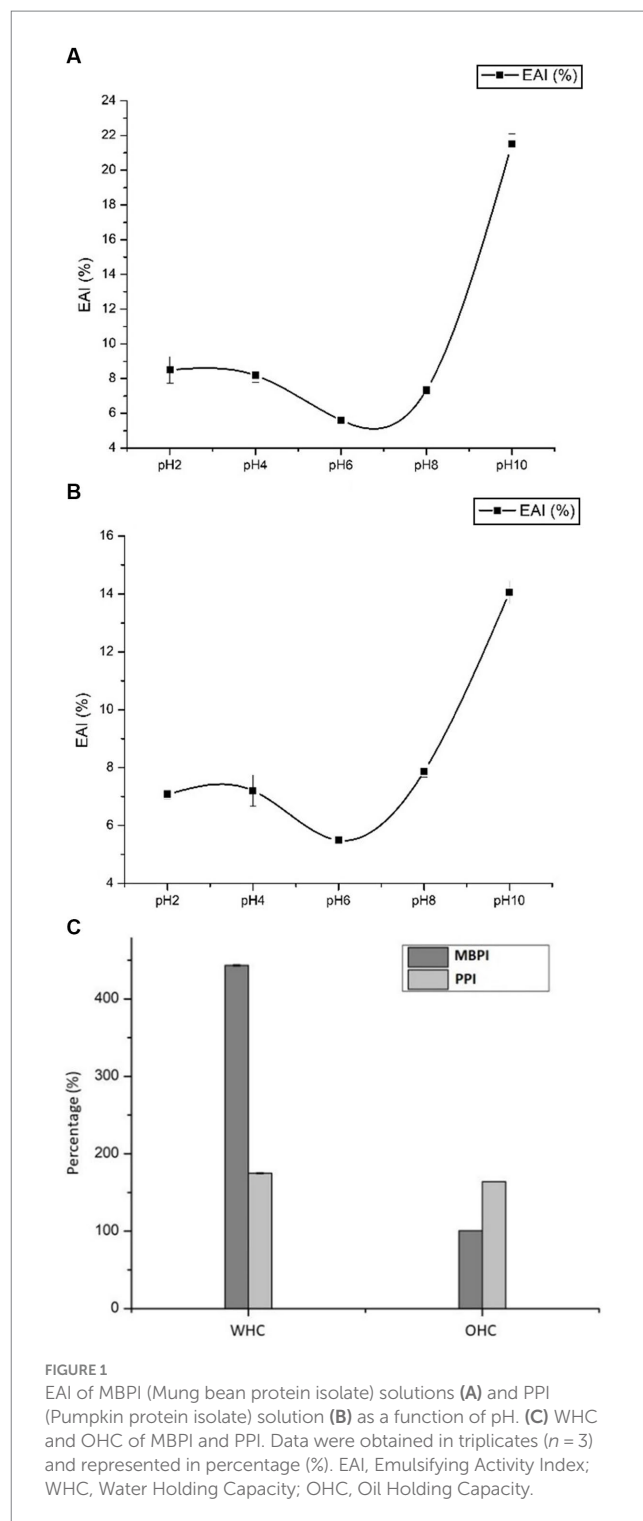 A
EAI (%)
24
22
20
18
16
14
12
10
8
6
4
EAI (%)
pH2 pH4 pH6 pH8 pH10
B
EAI (%)
16
14
12
10
8
6
4
EAI (%)
pH2 pH4 pH6 pH8 pH10
C
MBPI
PPI
400
300
200
100
0
Percentage (%)
WHC OHC
FIGURE 1
EAI of MBPI (Mung bean protein isolate) solutions (A) and PPI
(Pumpkin protein isolate) solution (B) as a function of pH. (C) WHC
and OHC of MBPI and PPI. Data were obtained in triplicates (n = 3)
and represented in percentage (%). EAI, Emulsifying Activity Index;
WHC, Water Holding Capacity; OHC, Oil Holding Capacity.